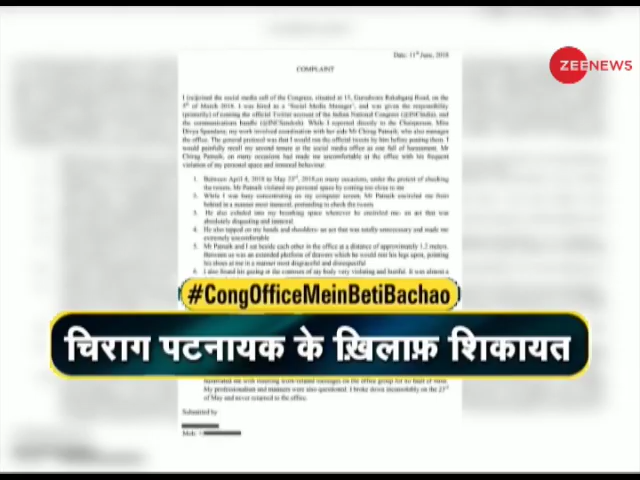 Date: 11th June, 2018
ZEE NEWS
COMPLAINT
I (re)joined the social media cell of the Congress, situated at 15, Gurudwara Rakabganj Road, on the
5th of March 2018. I was hired as a 'Social Media Manager', and was given the responsibility
(primarily) of running the official Twitter account of the Indian National Congress (@INCIndia), and
the communications handle (@INCSandesh). While I reported directly to the Chairperson, Miss
Divya Spandana, my work involved coordination with her aide Mr Chirag Patnaik, who also manages
the office. The general protocol was that I would run the official tweets by him before posting them. I
would painfully recall my second tenure at the social media office as one full of harassment. Mr
Chirag Patnaik, on many occasions had made me uncomfortable at the office with his frequent
violation of my personal space and immoral behaviour.
1. Between April 4, 2018 to May 23rd, 2018,on many occasions, under the pretext of checking
the tweets, Mr Patnaik violated my personal space by coming too close to me
2. While I was busy concentrating on my computer screen, Mr Patnaik encircled me from
behind in a manner most immoral, pretending to check the tweets.
3. He also exhaled into my breathing space whenever he encircled me- an act that was
absolutely disgusting and immoral.
4. He also tapped on my hands and shoulders- an act that was totally unnecessary and made me
extremely uncomfortable
5. Mr Patnaik and I sat beside each other in the office at a distance of approximately 1.2 meters.
Between us was an extended platform of drawers which he would rest his legs upon, pointing
his shoes at me in a manner most disgraceful and disrespectful
6. I also found his gazing at the contours of my body very violating and hurtful. It was almost a
#CongOfficeMeinBetiBachao
चिराग पटनायक के ख़िलाफ़ शिकायत
My professionalism and manners were also questioned. I broke down inconsolably on the 23rd
of May and never returned to the office.
Submitted by
Mob: